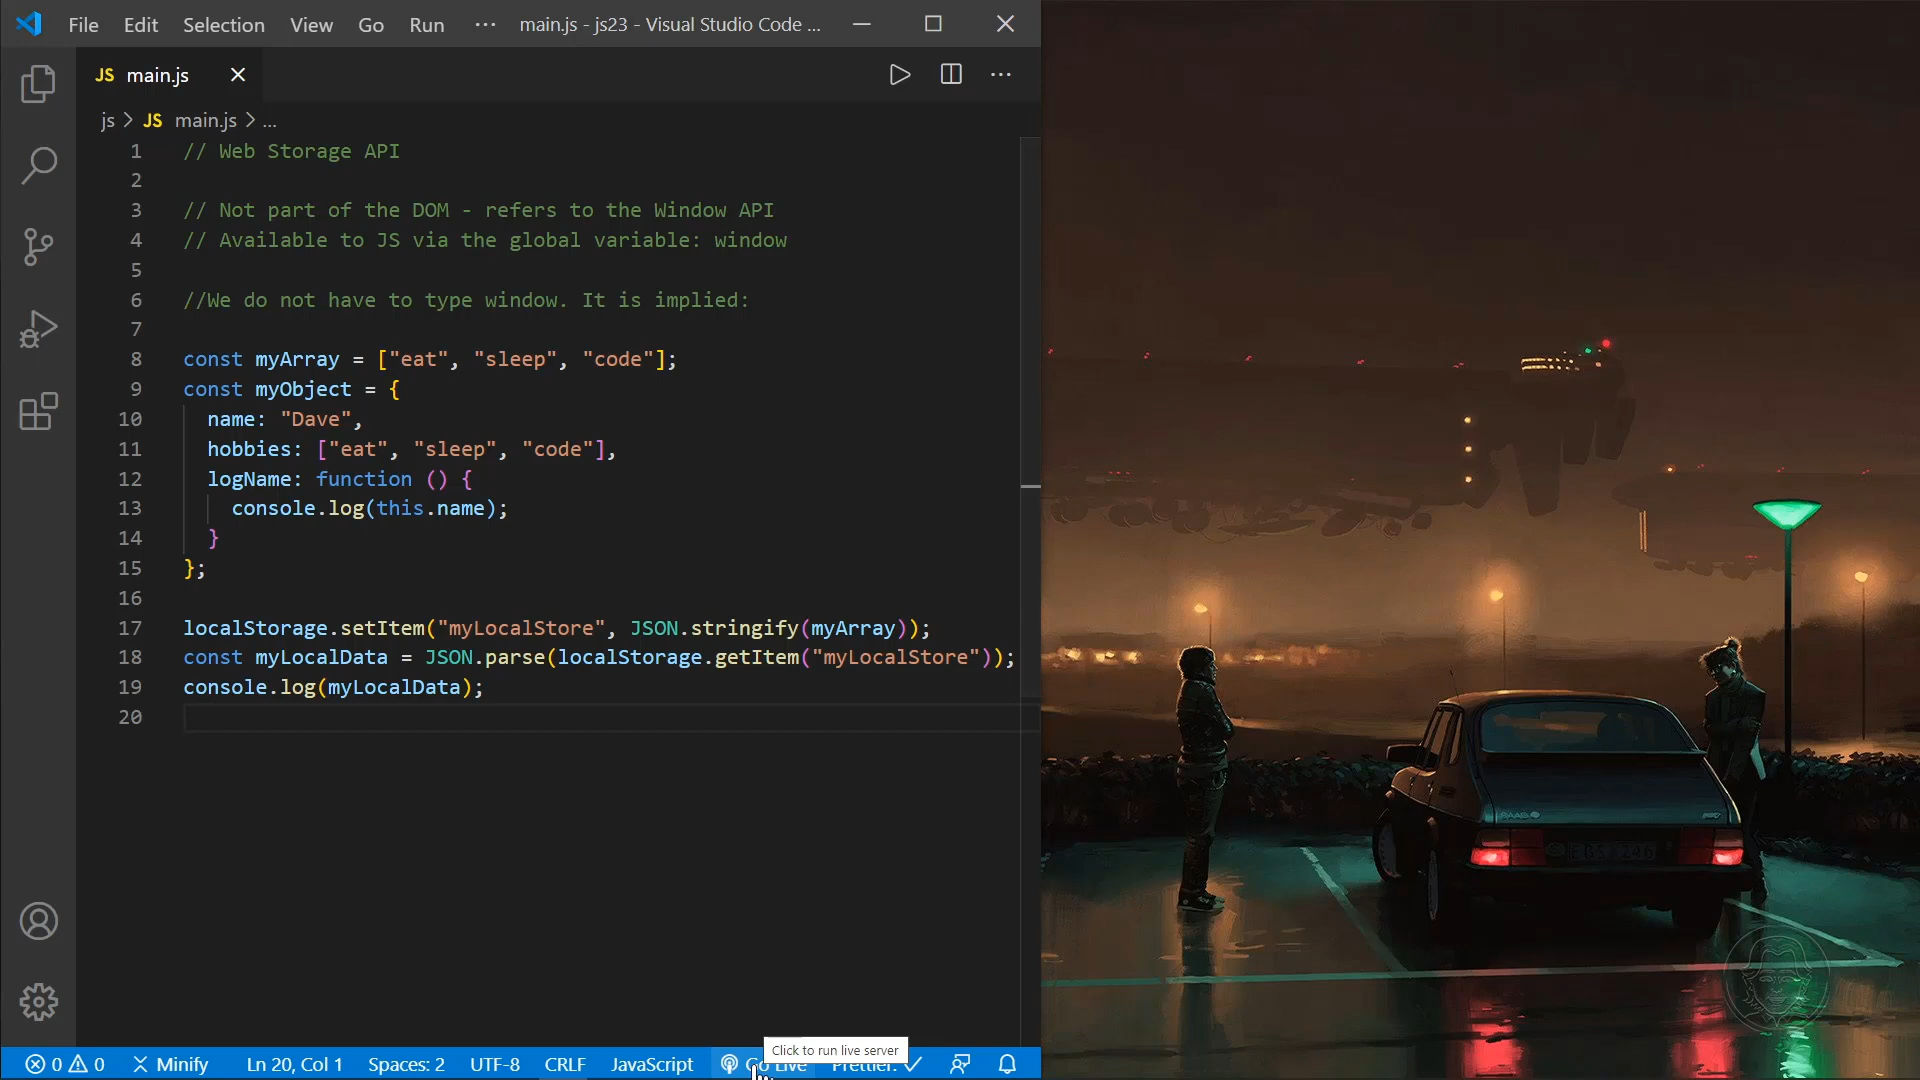 File Edit Selection View Go Run ··· main.js - js23 - Visual Studio Code ...
JS main.js
js > JS main.js > ...
1 // Web Storage API
2
3 // Not part of the DOM - refers to the Window API
4 // Available to JS via the global variable: window
5
6 //We do not have to type window. It is implied:
7
8 const myArray = ["eat", "sleep", "code"];
9 const myObject = {
10 name: "Dave",
11 hobbies: ["eat", "sleep", "code"],
12 logName: function () {
13 console.log(this.name);
14 }
15 };
16
17 localStorage.setItem("myLocalStore", JSON.stringify(myArray));
18 const myLocalData = JSON.parse(localStorage.getItem("myLocalStore"));
19 console.log(myLocalData);
20
Click to run live server
0 0 Minify Ln 20, Col 1 Spaces: 2 UTF-8 CRLF JavaScript Go Live Prettier: ✓
SAAB